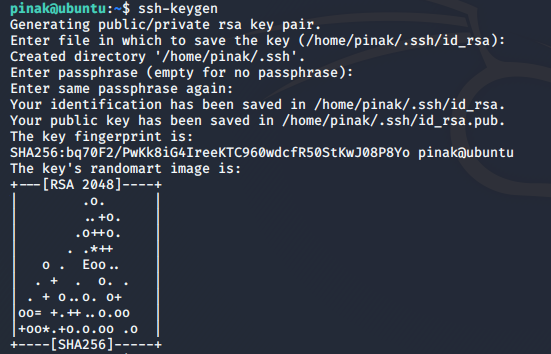 pinak@ubuntu:~$ ssh-keygen
Generating public/private rsa key pair.
Enter file in which to save the key (/home/pinak/.ssh/id_rsa):
Created directory '/home/pinak/.ssh'.
Enter passphrase (empty for no passphrase):
Enter same passphrase again:
Your identification has been saved in /home/pinak/.ssh/id_rsa.
Your public key has been saved in /home/pinak/.ssh/id_rsa.pub.
The key fingerprint is:
SHA256:bq70F2/PwKk8iG4IreeKTC960wdcfR50StKwJ08P8Yo pinak@ubuntu
The key's randomart image is:
+---[RSA 2048]----+
|        .o.      |
|        ..+o.    |
|       .o++o.    |
|      . .*++     |
|   o .  Eoo..    |
|  . +  .  o. .   |
| . + o..o. o+    |
|oo= +.++..o.oo   |
|+oo*.+o.o.oo .o  |
+----[SHA256]-----+